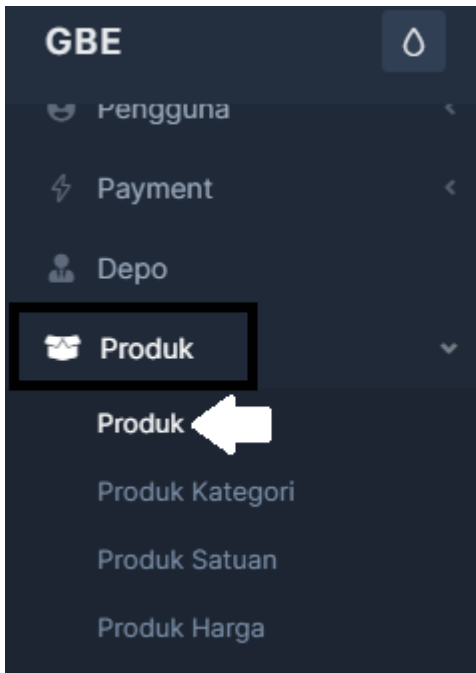 GBE
Pengguna
Payment
Depo
Produk
Produk
Produk Kategori
Produk Satuan
Produk Harga